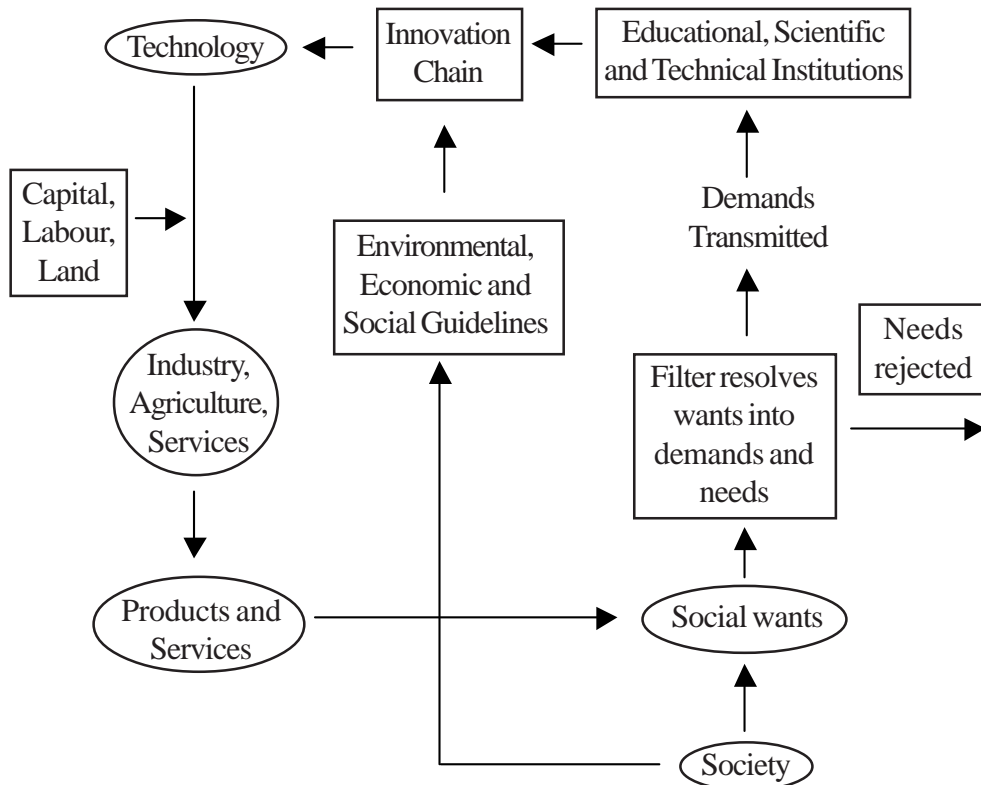 Technology
Innovation
Chain
Educational, Scientific
and Technical Institutions
Capital,
Labour,
Land
Demands
Transmitted
Environmental,
Economic and
Social Guidelines
Needs
rejected
Industry,
Agriculture,
Services
Filter resolves
wants into
demands and
needs
Products and
Services
Social wants
Society